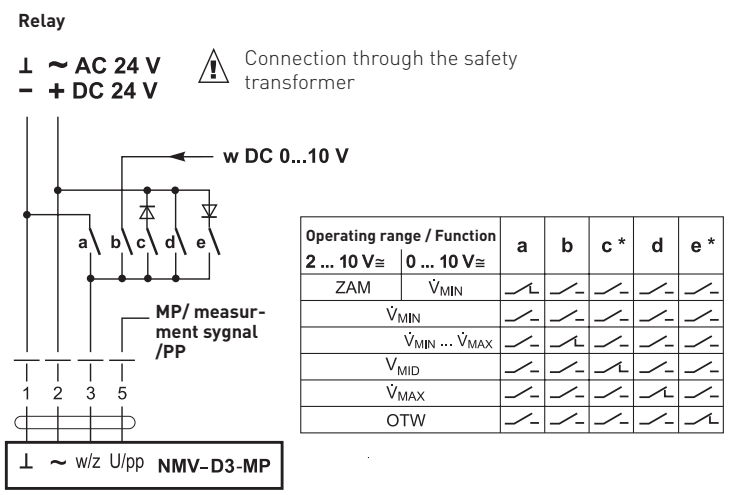 Relay
⊥ ~ AC 24 V
− + DC 24 V
Connection through the safety
transformer
w DC 0...10 V
a b c d e
MP/ measur-
ment sygnal
/PP
1 2 3 5
⊥ ~ w/z U/pp NMV-D3-MP
Operating range / Function a b c * d e *
2 ... 10 V≅ 0 ... 10 V≅
ZAM V̇MIN
V̇MIN
V̇MIN ... V̇MAX
VMID
V̇MAX
OTW